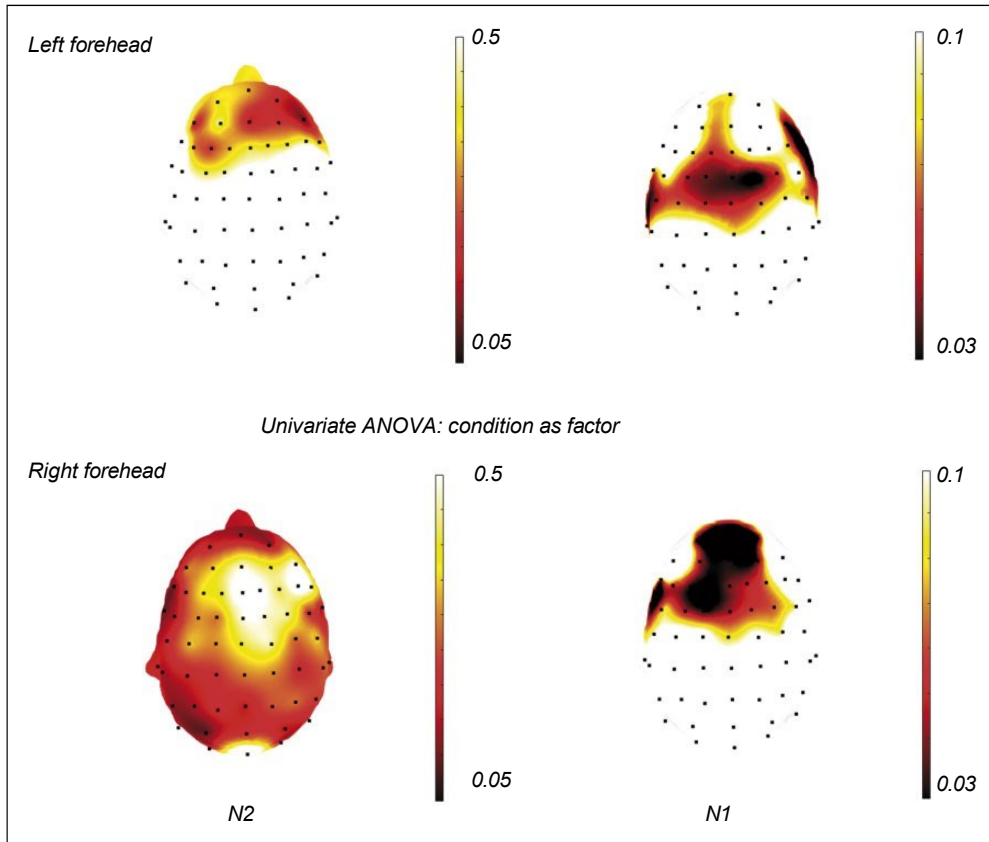 Left forehead
0.5
0.1
0.05
0.03
Univariate ANOVA: condition as factor
Right forehead
0.5
0.1
0.05
0.03
N2
N1